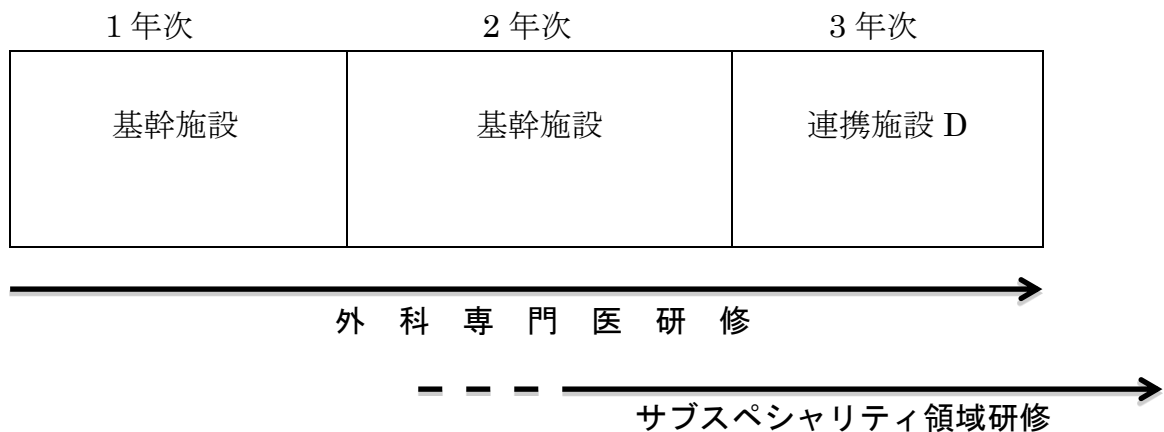 1 年次 2 年次 3 年次
基幹施設 基幹施設 連携施設 D
外 科 専 門 医 研 修
サブスペシャリティ領域研修